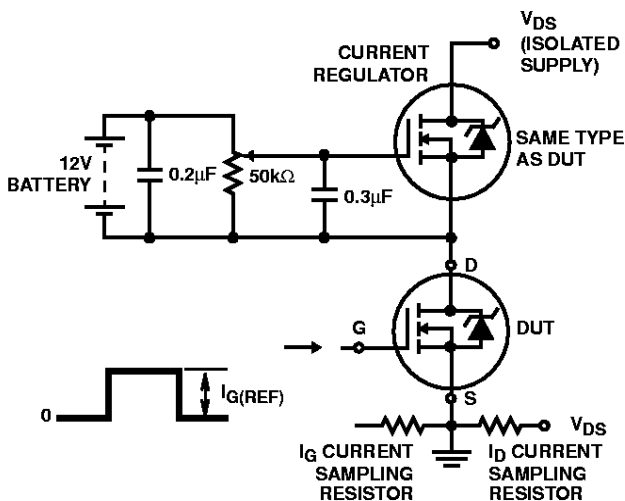 V_DS
(ISOLATED
SUPPLY)
CURRENT
REGULATOR
SAME TYPE
AS DUT
12V
BATTERY
0.2μF
50kΩ
0.3μF
D
G
DUT
S
0
I_G(REF)
V_DS
I_G CURRENT
SAMPLING
RESISTOR
I_D CURRENT
SAMPLING
RESISTOR